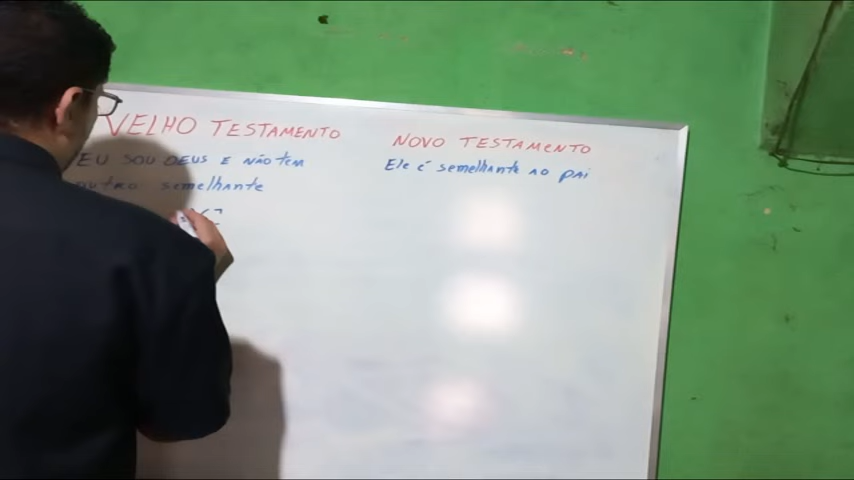 VELHO TESTAMENTO
EU SOU DEUS E NÃO TEM
outro semelhante
NOVO TESTAMENTO
Ele é semelhante ao pai